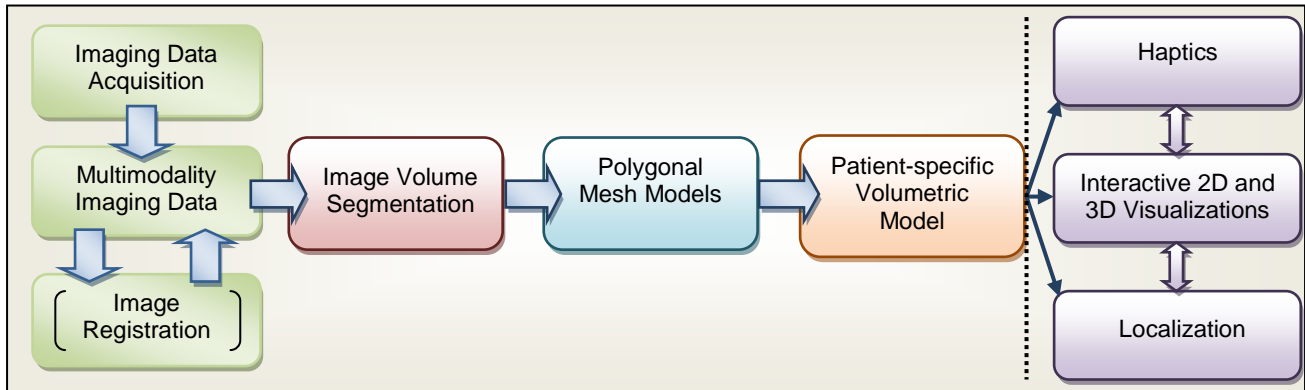 Imaging Data
Acquisition
Multimodality
Imaging Data
Image
Registration
Image Volume
Segmentation
Polygonal
Mesh Models
Patient-specific
Volumetric
Model
Haptics
Interactive 2D and
3D Visualizations
Localization